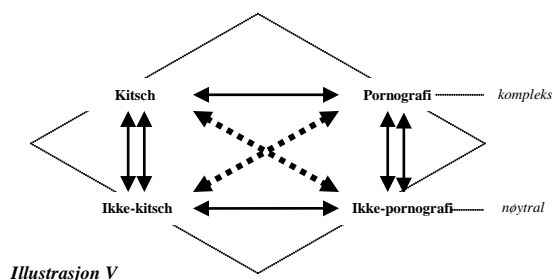 Kitsch Pornografi kompleks
Ikke-kitsch Ikke-pornografi nøytral
Illustrasjon V